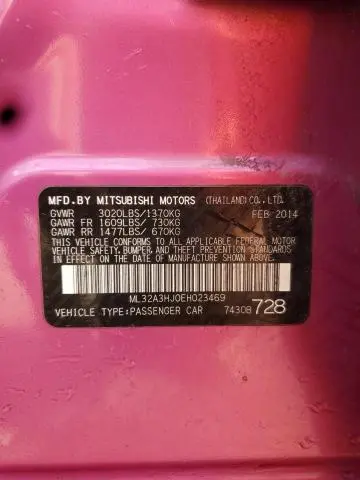 MFD.BY MITSUBISHI MOTORS (THAILAND)CO.,LTD.
GVWR 3020LBS/1370KG FEB 2014
GAWR FR 1609LBS/ 730KG
GAWR RR 1477LBS/ 670KG
THIS VEHICLE CONFORMS TO ALL APPLICABLE FEDERAL MOTOR
VEHICLE SAFETY, BUMPER, AND THEFT PREVENTION STANDARDS
IN EFFECT ON THE DATE OF MANUFACTURE SHOWN ABOVE.
ML32A3HJ0EH023469
VEHICLE TYPE:PASSENGER CAR 74308 728